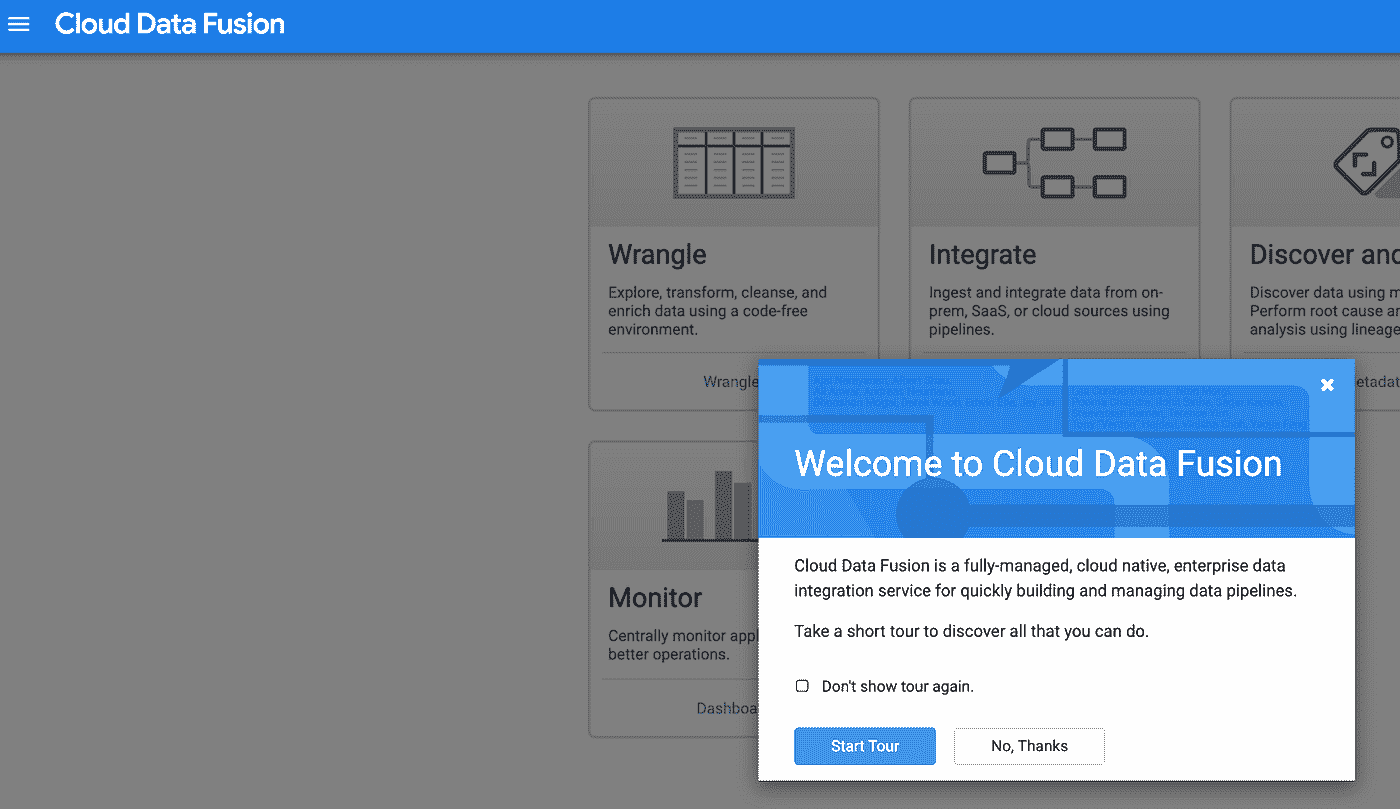 Cloud Data Fusion
Wrangle
Explore, transform, cleanse, and
enrich data using a code-free
environment.
Wrangle
Integrate
Ingest and integrate data from on-
prem, SaaS, or cloud sources using
pipelines.
Discover and
Discover data using
Perform root cause
analysis using lineage
Monitor
Centrally monitor
better operations.
Welcome to Cloud Data Fusion
Cloud Data Fusion is a fully-managed, cloud native, enterprise data
integration service for quickly building and managing data pipelines.
Take a short tour to discover all that you can do.
Don't show tour again.
Start Tour
No, Thanks